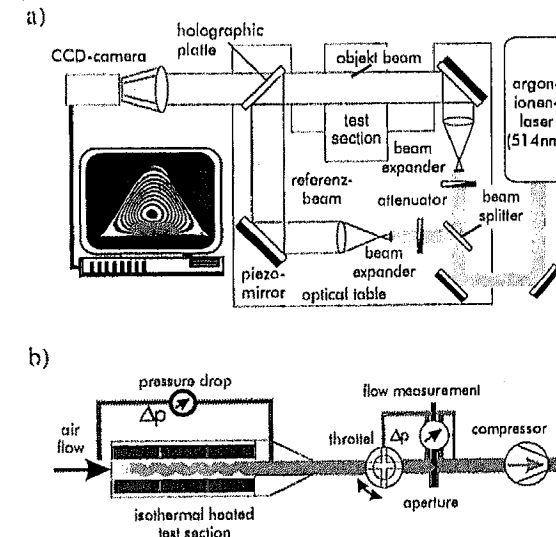 a)
holographic
platte
CCD-camera
objekt beam
argon-
ionen-
laser
(514nm)
test
section
beam
expander
referenz-
beam
attenuator
beam
splitter
beam
expander
piezo-
mirror
optical table
b)
pressure drop
Δp
air
flow
isothermal heated
test section
flow measurement
throttel
Δp
compressor
aperture